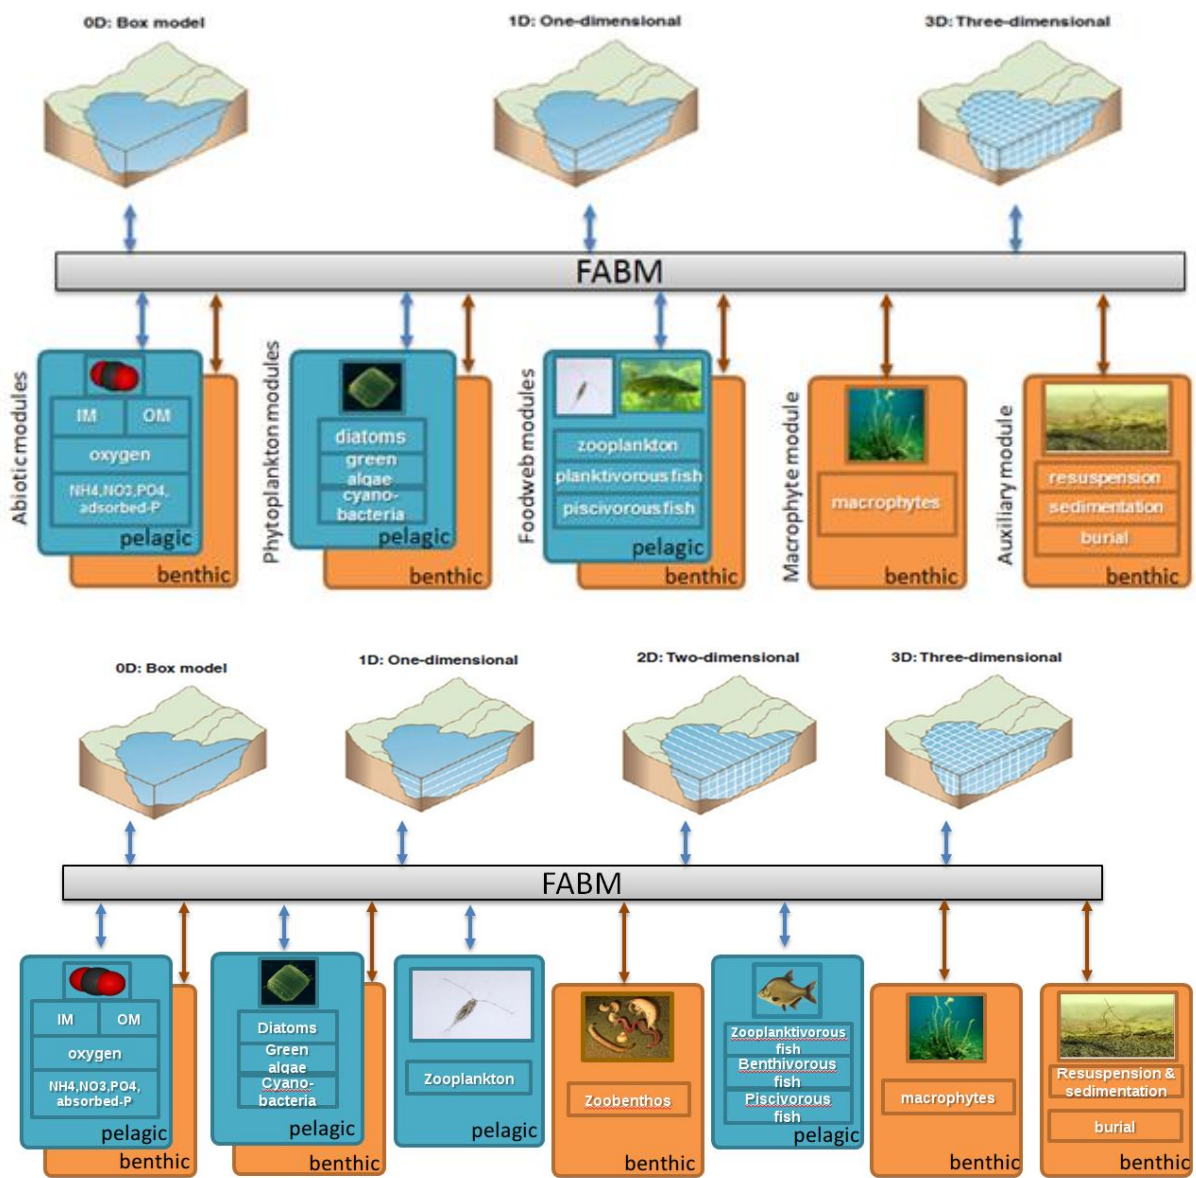 0D: Box model
1D: One-dimensional
3D: Three-dimensional
FABM
Abiotic modules
IM
OM
oxygen
NH4,NO3,PO4,
adsorbed-P
pelagic
benthic
Phytoplankton modules
diatoms
green
algae
cyano-
bacteria
pelagic
benthic
Foodweb modules
zooplankton
planktivorous fish
piscivorous fish
pelagic
benthic
Macrophyte module
macrophytes
benthic
Auxiliary module
resuspension
sedimentation
burial
benthic
0D: Box model
1D: One-dimensional
2D: Two-dimensional
3D: Three-dimensional
FABM
IM
OM
oxygen
NH4,NO3,PO4,
absorbed-P
pelagic
benthic
Diatoms
Green
algae
Cyano-
bacteria
pelagic
benthic
Zooplankton
pelagic
Zoobenthos
benthic
Zooplanktivorous
fish
Benthivorous
fish
Piscivorous
fish
pelagic
macrophytes
benthic
Resuspension &
sedimentation
burial
benthic